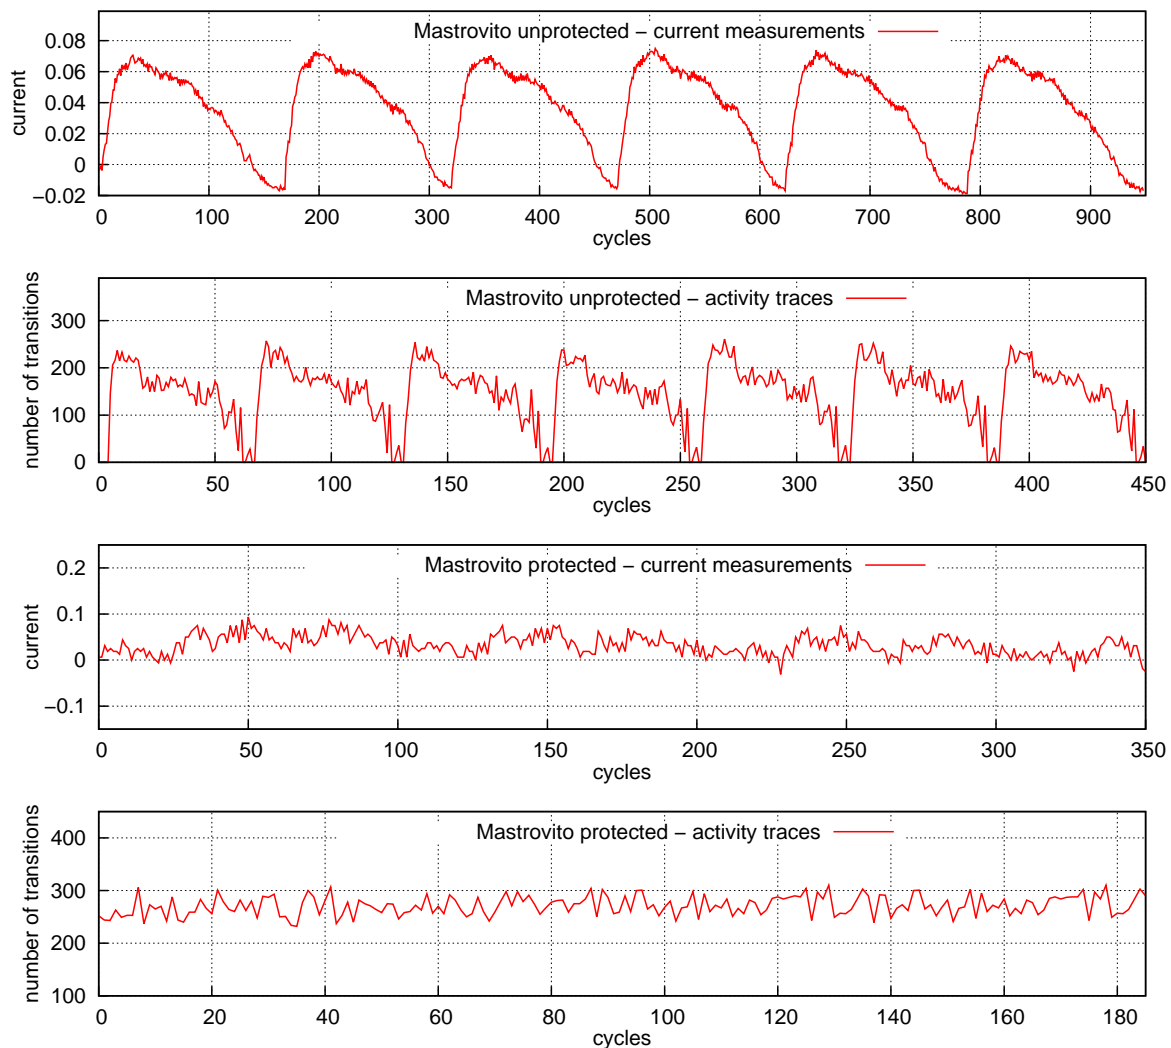 Mastrovito unprotected − current measurements
0.08
0.06
0.04
0.02
0
−0.02
current
0 100 200 300 400 500 600 700 800 900
cycles
Mastrovito unprotected − activity traces
300
200
100
0
number of transitions
0 50 100 150 200 250 300 350 400 450
cycles
Mastrovito protected − current measurements
0.2
0.1
0
−0.1
current
0 50 100 150 200 250 300 350
cycles
Mastrovito protected − activity traces
400
300
200
100
number of transitions
0 20 40 60 80 100 120 140 160 180
cycles